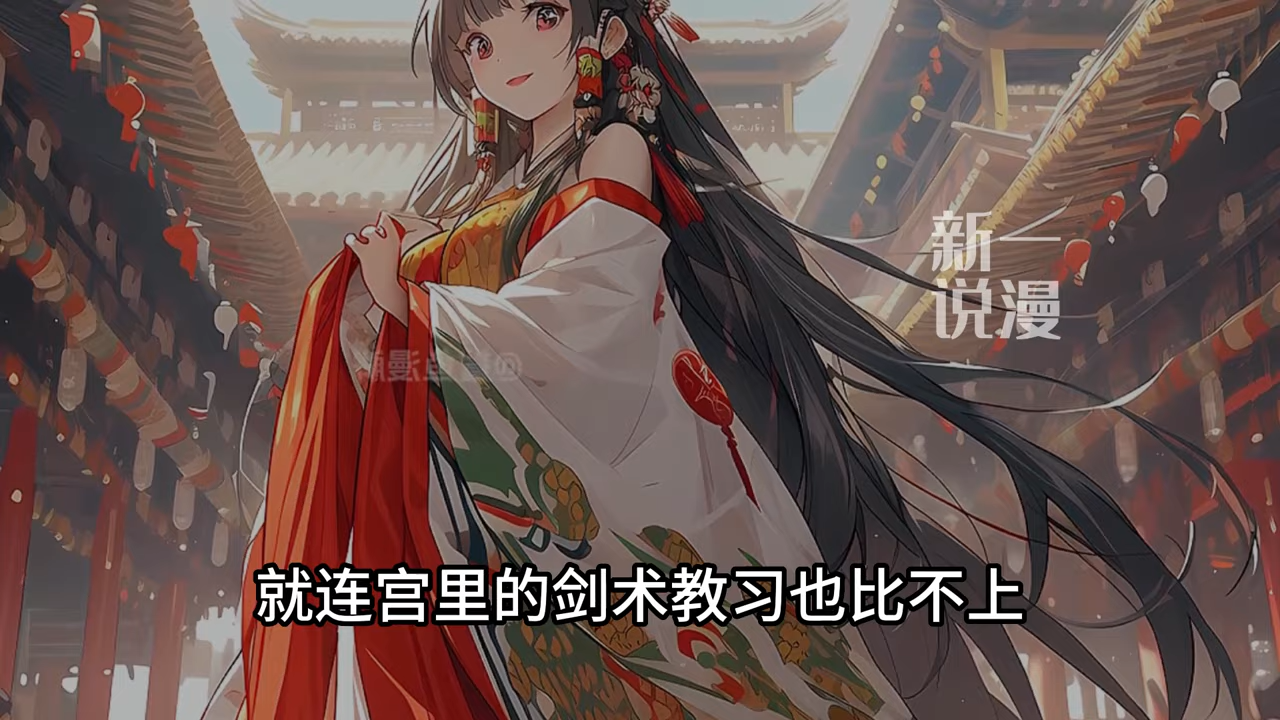 新一
说漫
就连宫里的剑术教习也比不上